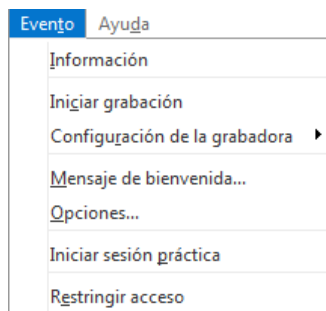 Evento Ayuda
Información
Iniciar grabación
Configuración de la grabadora
Mensaje de bienvenida...
Opciones...
Iniciar sesión práctica
Restringir acceso